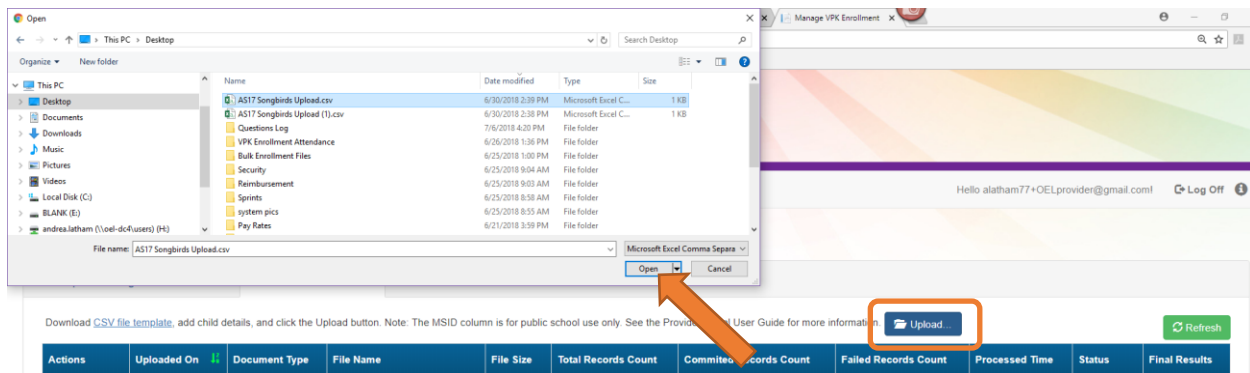 Open
Manage VPK Enrollment
This PC > Desktop
Search Desktop
Organize
New folder
This PC
Desktop
Documents
Downloads
Music
Pictures
Videos
Local Disk (C:)
BLANK (E:)
andrea.latham (\\oel-dc4\users) (H:)
Name Date modified Type Size
AS17 Songbirds Upload.csv 6/30/2018 2:39 PM Microsoft Excel C... 1 KB
AS17 Songbirds Upload (1).csv 6/30/2018 2:38 PM Microsoft Excel C... 1 KB
Questions Log 7/6/2018 4:20 PM File folder
VPK Enrollment Attendance 6/26/2018 1:36 PM File folder
Bulk Enrollment Files 6/25/2018 1:00 PM File folder
Security 6/25/2018 9:04 AM File folder
Reimbursement 6/25/2018 9:03 AM File folder
Sprints 6/25/2018 8:58 AM File folder
system pics 6/25/2018 8:55 AM File folder
Pay Rates 6/21/2018 3:59 PM File folder
File name: AS17 Songbirds Upload.csv
Microsoft Excel Comma Separa
Open Cancel
Hello alatham77+OELprovider@gmail.com! Log Off
Download CSV file template, add child details, and click the Upload button. Note: The MSID column is for public school use only. See the User Guide for more information. Upload...
Refresh
Actions Uploaded On Document Type File Name File Size Total Records Count Commited Records Count Failed Records Count Processed Time Status Final Results